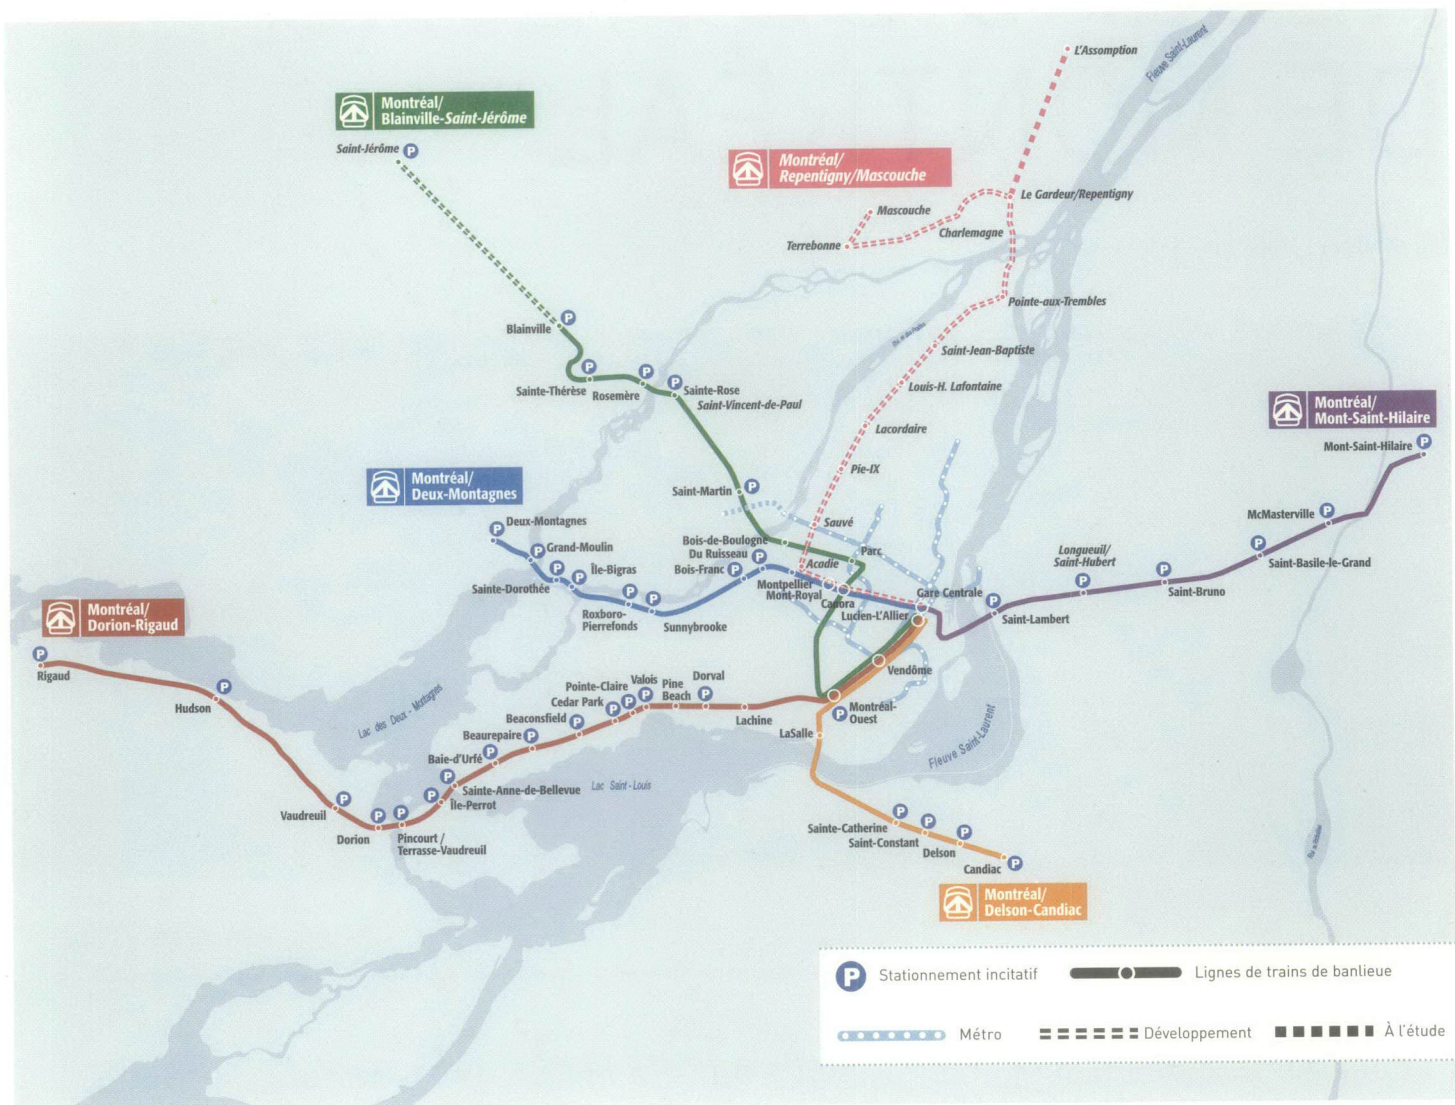 L'Assomption
Fleuve Saint-Laurent
Montréal/
Blainville-Saint-Jérôme
Saint-Jérôme P
Montréal/
Repentigny/Mascouche
Le Gardeur/Repentigny
Mascouche
Charlemagne
Terrebonne
Pointe-aux-Trembles
Blainville
P
Saint-Jean-Baptiste
P
P
P
Sainte-Thérèse
Rosemère
Sainte-Rose
Saint-Vincent-de-Paul
Louis-H. Lafontaine
Montréal/
Mont-Saint-Hilaire
Lacordaire
Mont-Saint-Hilaire P
Pie-IX
Montréal/
Deux-Montagnes
Saint-Martin P
McMasterville P
P Deux-Montagnes
Sauvé
Bois-de-Boulogne
Du Ruisseau P
Parc
P Grand-Moulin
Acadie
Longueuil/
Saint-Hubert
P
P
P
Saint-Basile-le-Grand
P P Île-Bigras
Bois-Franc P
Sainte-Dorothée
Montpellier
Mont-Royal
Canora
Gare Centrale
Saint-Bruno
P
P
P
Roxboro-
Pierrefonds
Sunnybrooke
Lucien-L'Allier
Saint-Lambert
Montréal/
Dorion-Rigaud
P
Rigaud
P
Hudson
Lac des Deux-Montagnes
Vendôme
Pointe-Claire
Cedar Park
Valois
Pine
Beach
Dorval
P
P
P
P
Lachine
Montréal-
Ouest
P
Beaconsfield
P
LaSalle
Fleuve Saint-Laurent
Beaurepaire P
Baie-d'Urfé P
P
Sainte-Anne-de-Bellevue
Lac Saint-Louis
P Île-Perrot
Vaudreuil P
P
P
Dorion
Pincourt /
Terrasse-Vaudreuil
Sainte-Catherine P
Saint-Constant P
Delson P
Candiac P
Montréal/
Delson-Candiac
P Stationnement incitatif
Lignes de trains de banlieue
Métro
Développement
À l'étude